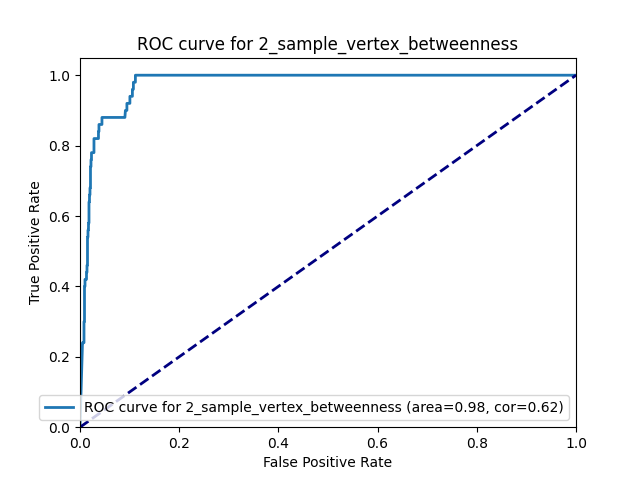 ROC curve for 2_sample_vertex_betweenness
1.0
0.8
0.6
0.4
0.2
0.0
True Positive Rate
ROC curve for 2_sample_vertex_betweenness (area=0.98, cor=0.62)
0.0 0.2 0.4 0.6 0.8 1.0
False Positive Rate